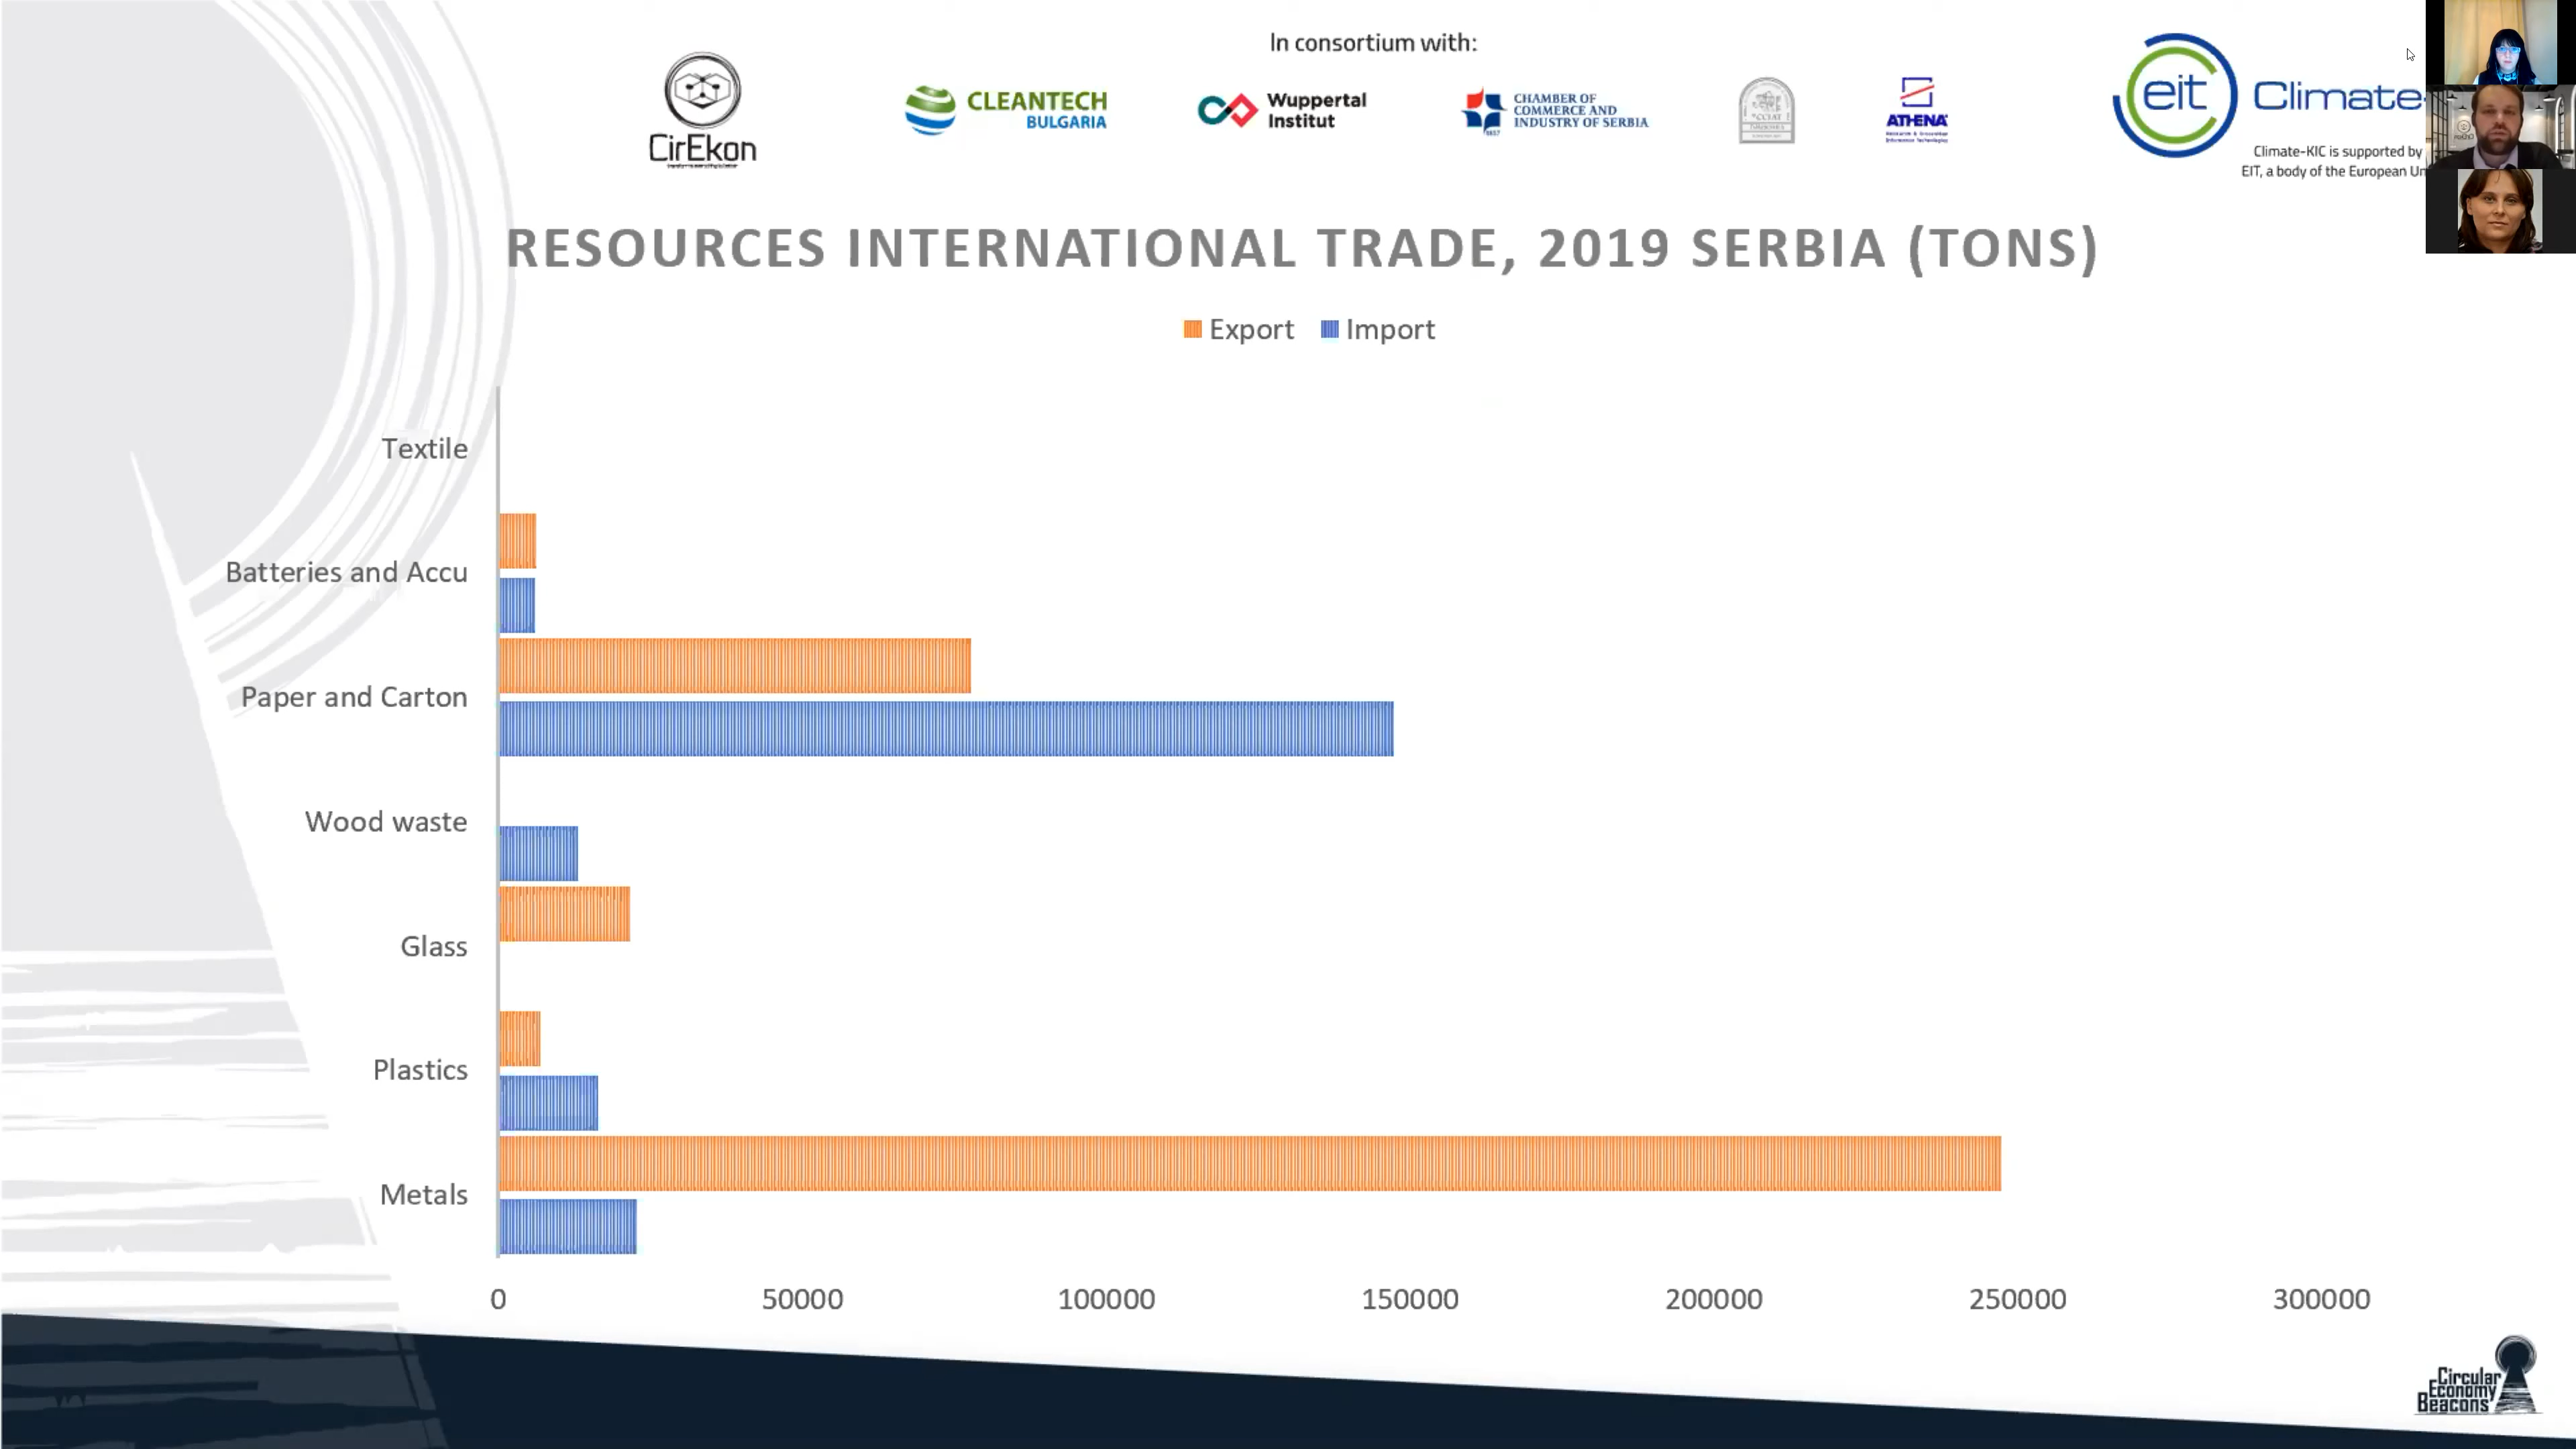 In consortium with:
CirEkon
CLEANTECH
BULGARIA
Wuppertal
Institut
CHAMBER OF
COMMERCE AND
INDUSTRY OF SERBIA
1857
CCIAT
TIMISOARA
ATHENA
eit Climate-
Climate-KIC is supported by
EIT, a body of the European Un
RESOURCES INTERNATIONAL TRADE, 2019 SERBIA (TONS)
Export Import
Textile
Batteries and Accu
Paper and Carton
Wood waste
Glass
Plastics
Metals
0 50000 100000 150000 200000 250000 300000
Circular
Economy
Beacons